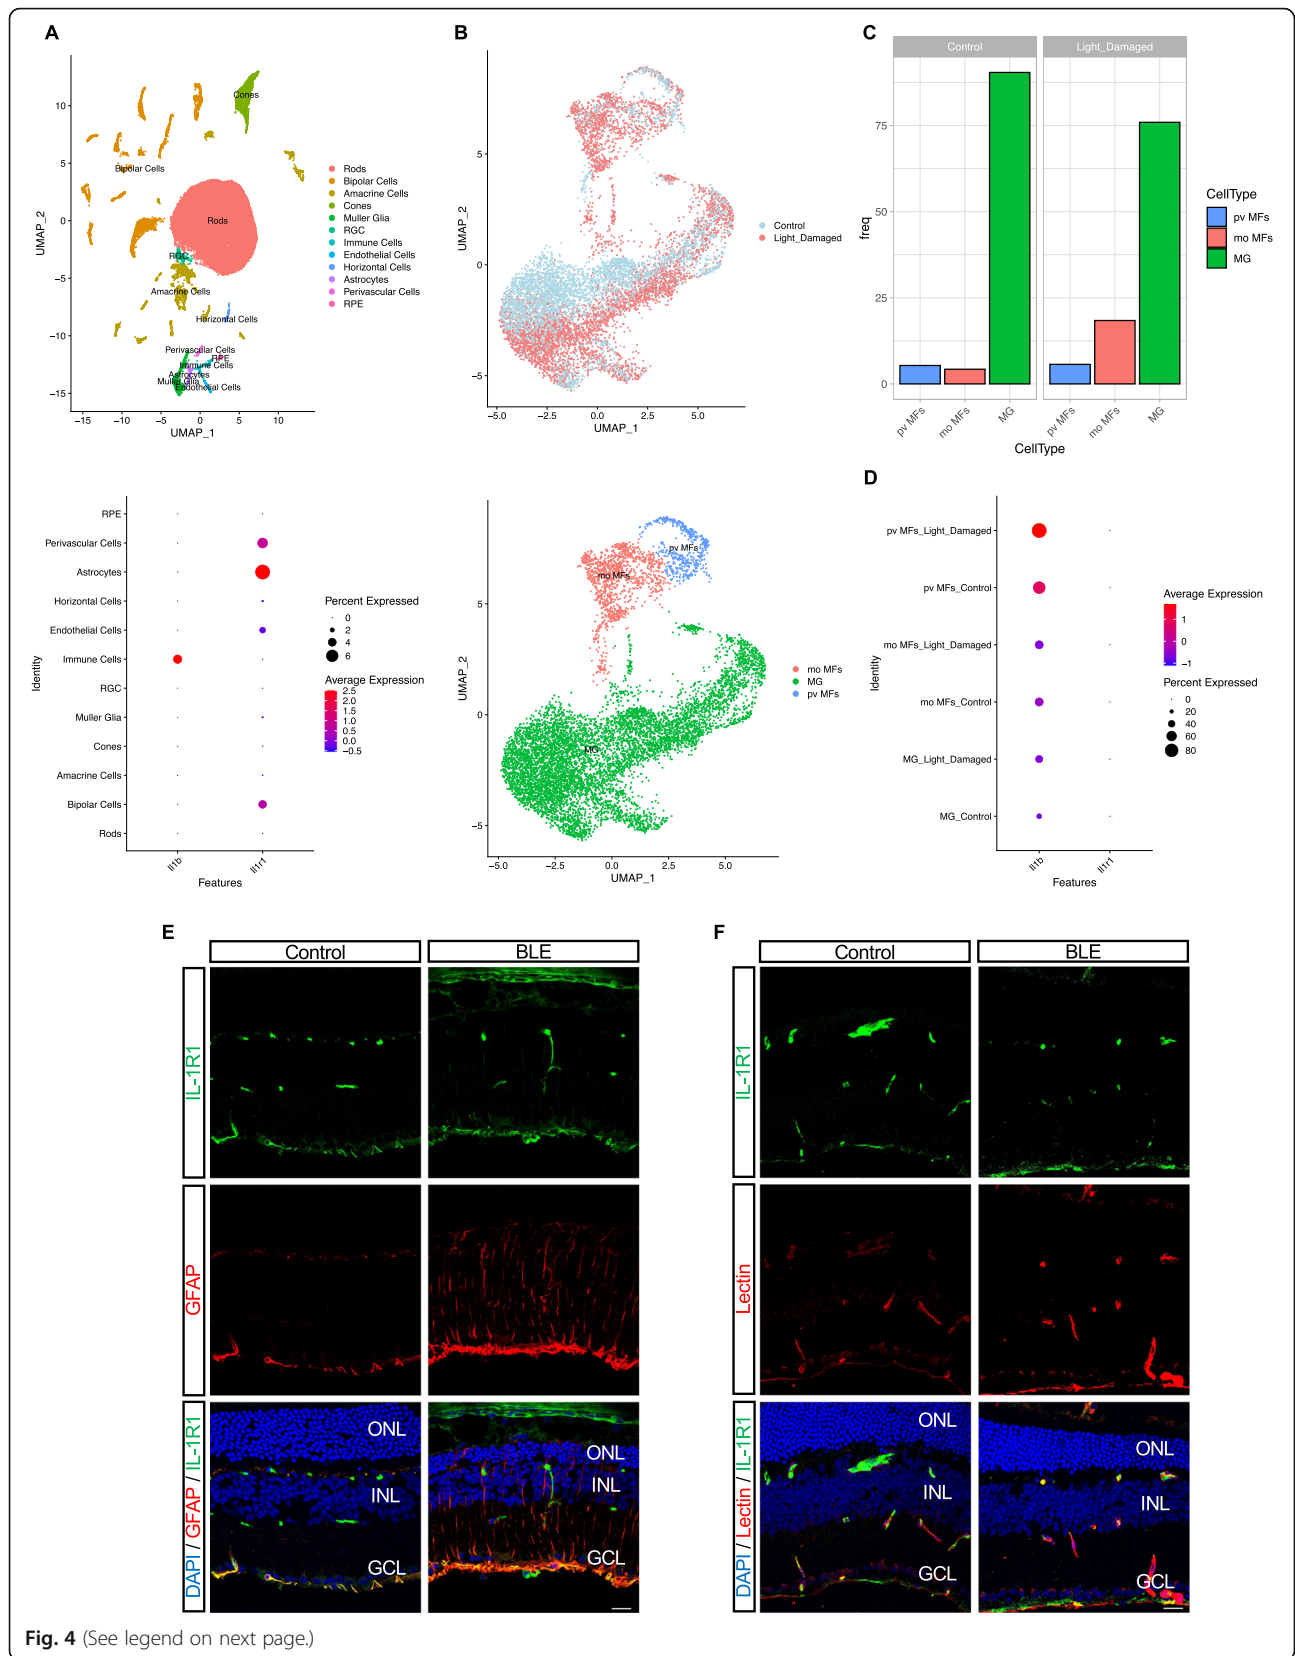 A
10
5
0
−5
−10
−15
UMAP_2
Cones
Bipolar Cells
Rods
RGC
Amacrine Cells
Horizontal Cells
Perivascular Cells
RPE
Immune Cells
Astrocytes
Muller Glia
Endothelial Cells
−15
−10
−5
0
5
10
UMAP_1
Rods
Bipolar Cells
Amacrine Cells
Cones
Muller Glia
RGC
Immune Cells
Endothelial Cells
Horizontal Cells
Astrocytes
Perivascular Cells
RPE
B
5
0
−5
UMAP_2
−5.0
−2.5
0.0
2.5
5.0
UMAP_1
Control
Light_Damaged
C
Control
Light_Damaged
75
50
25
0
freq
pv MFs
mo MFs
MG
pv MFs
mo MFs
MG
CellType
CellType
pv MFs
mo MFs
MG
RPE
Perivascular Cells
Astrocytes
Horizontal Cells
Endothelial Cells
Immune Cells
RGC
Muller Glia
Cones
Amacrine Cells
Bipolar Cells
Rods
Identity
Il1b
Il1r1
Features
Percent Expressed
0
2
4
6
Average Expression
2.5
2.0
1.5
1.0
0.5
0.0
−0.5
pv MFs
mo MFs
MG
5
0
−5
UMAP_2
−5.0
−2.5
0.0
2.5
5.0
UMAP_1
mo MFs
MG
pv MFs
D
pv MFs_Light_Damaged
pv MFs_Control
mo MFs_Light_Damaged
mo MFs_Control
MG_Light_Damaged
MG_Control
Identity
Il1b
Il1r1
Features
Average Expression
1
0
−1
Percent Expressed
0
20
40
60
80
E
Control
BLE
IL-1R1
GFAP
DAPI / GFAP / IL-1R1
ONL
INL
GCL
ONL
INL
GCL
F
Control
BLE
IL-1R1
Lectin
DAPI / Lectin / IL-1R1
ONL
INL
GCL
ONL
INL
GCL
Fig. 4 (See legend on next page.)